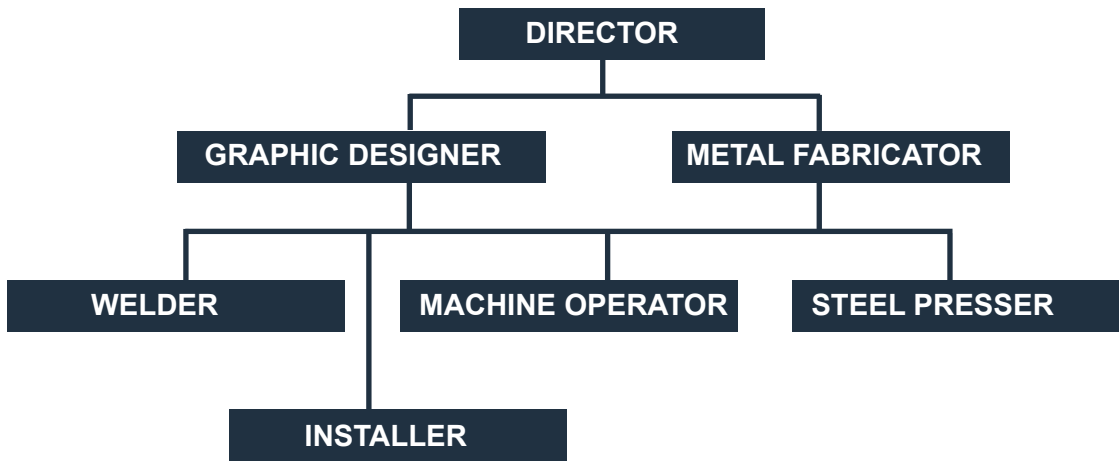 DIRECTOR
GRAPHIC DESIGNER
METAL FABRICATOR
WELDER
MACHINE OPERATOR
STEEL PRESSER
INSTALLER